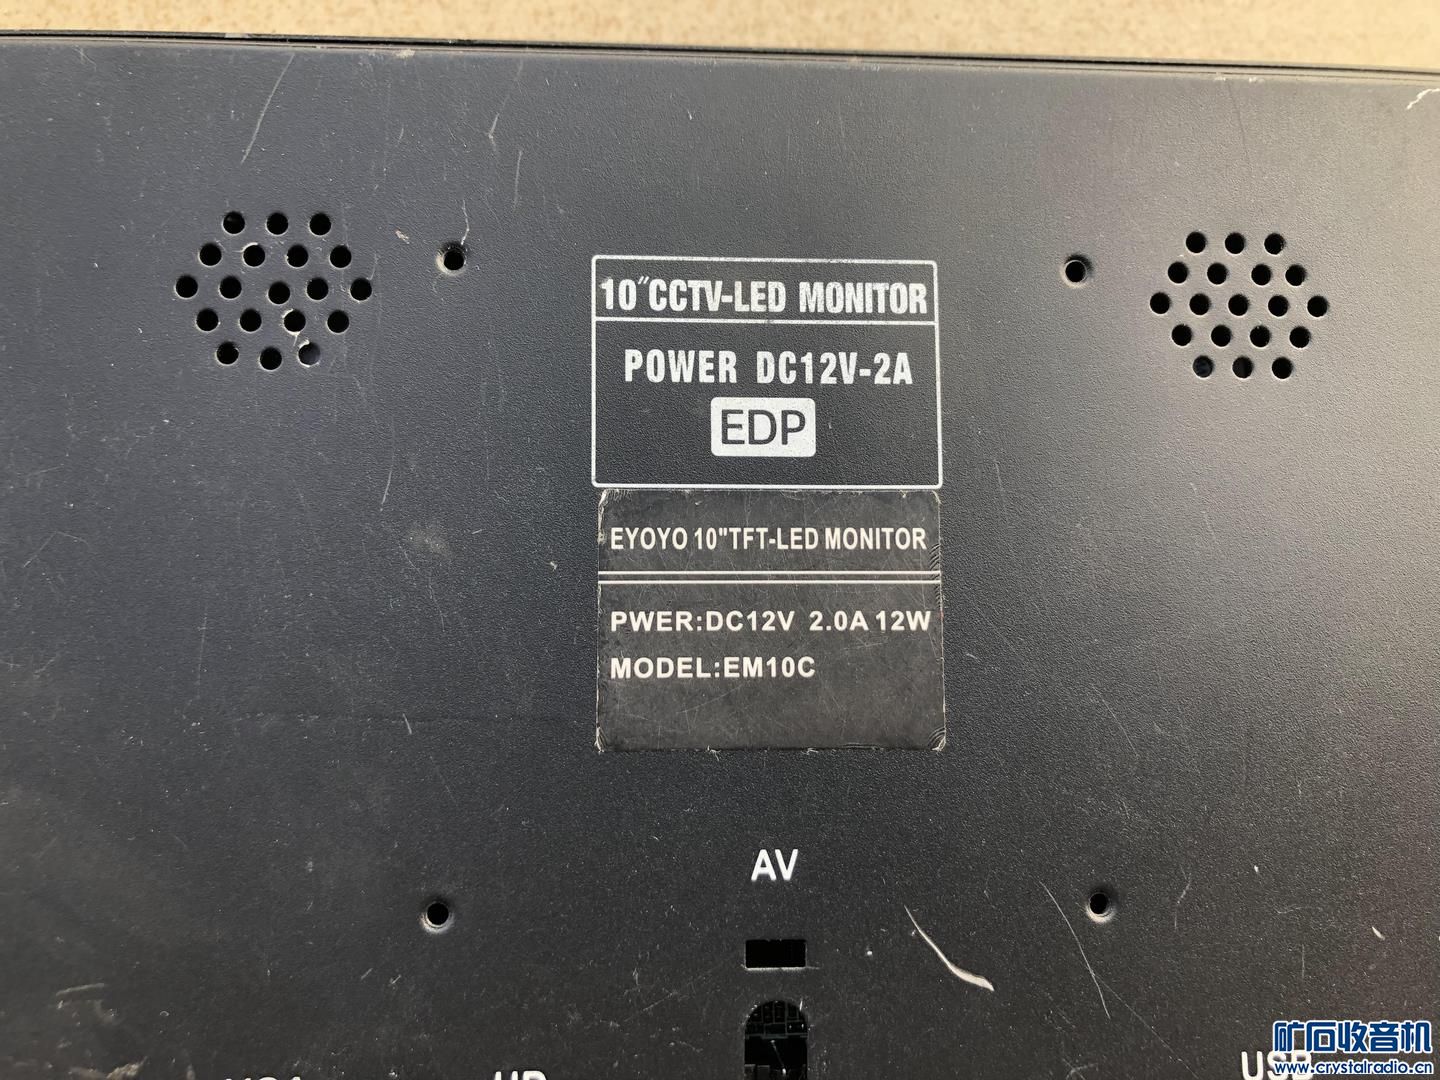 10"CCTV-LED MONITOR
POWER DC12V-2A
EDP
EYOYO 10"TFT-LED MONITOR
PWER:DC12V 2.0A 12W
MODEL:EM10C
AV
USB
矿石收音机
www.crystalradio.cn